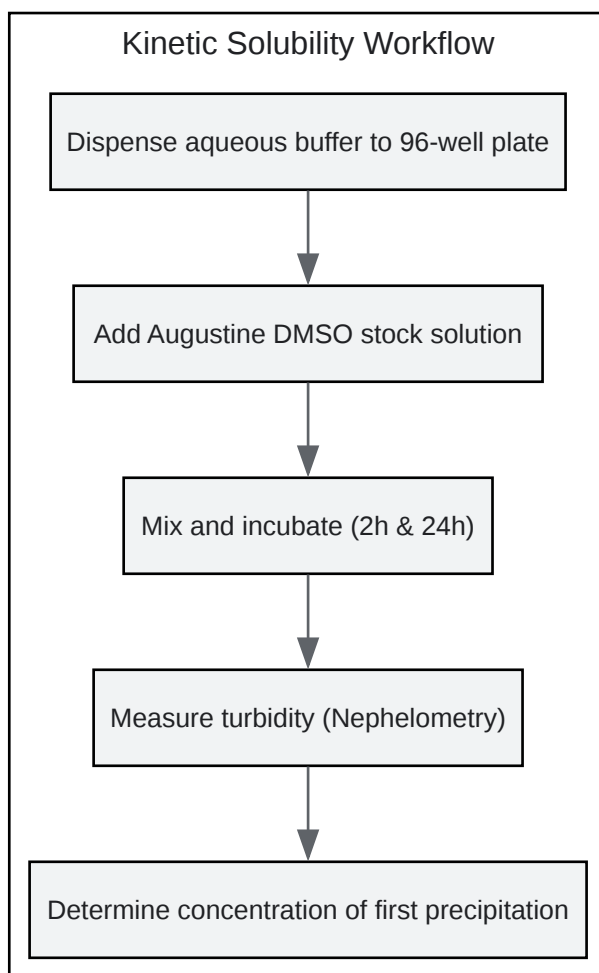 Kinetic Solubility Workflow
Dispense aqueous buffer to 96-well plate
Add Augustine DMSO stock solution
Mix and incubate (2h & 24h)
Measure turbidity (Nephelometry)
Determine concentration of first precipitation